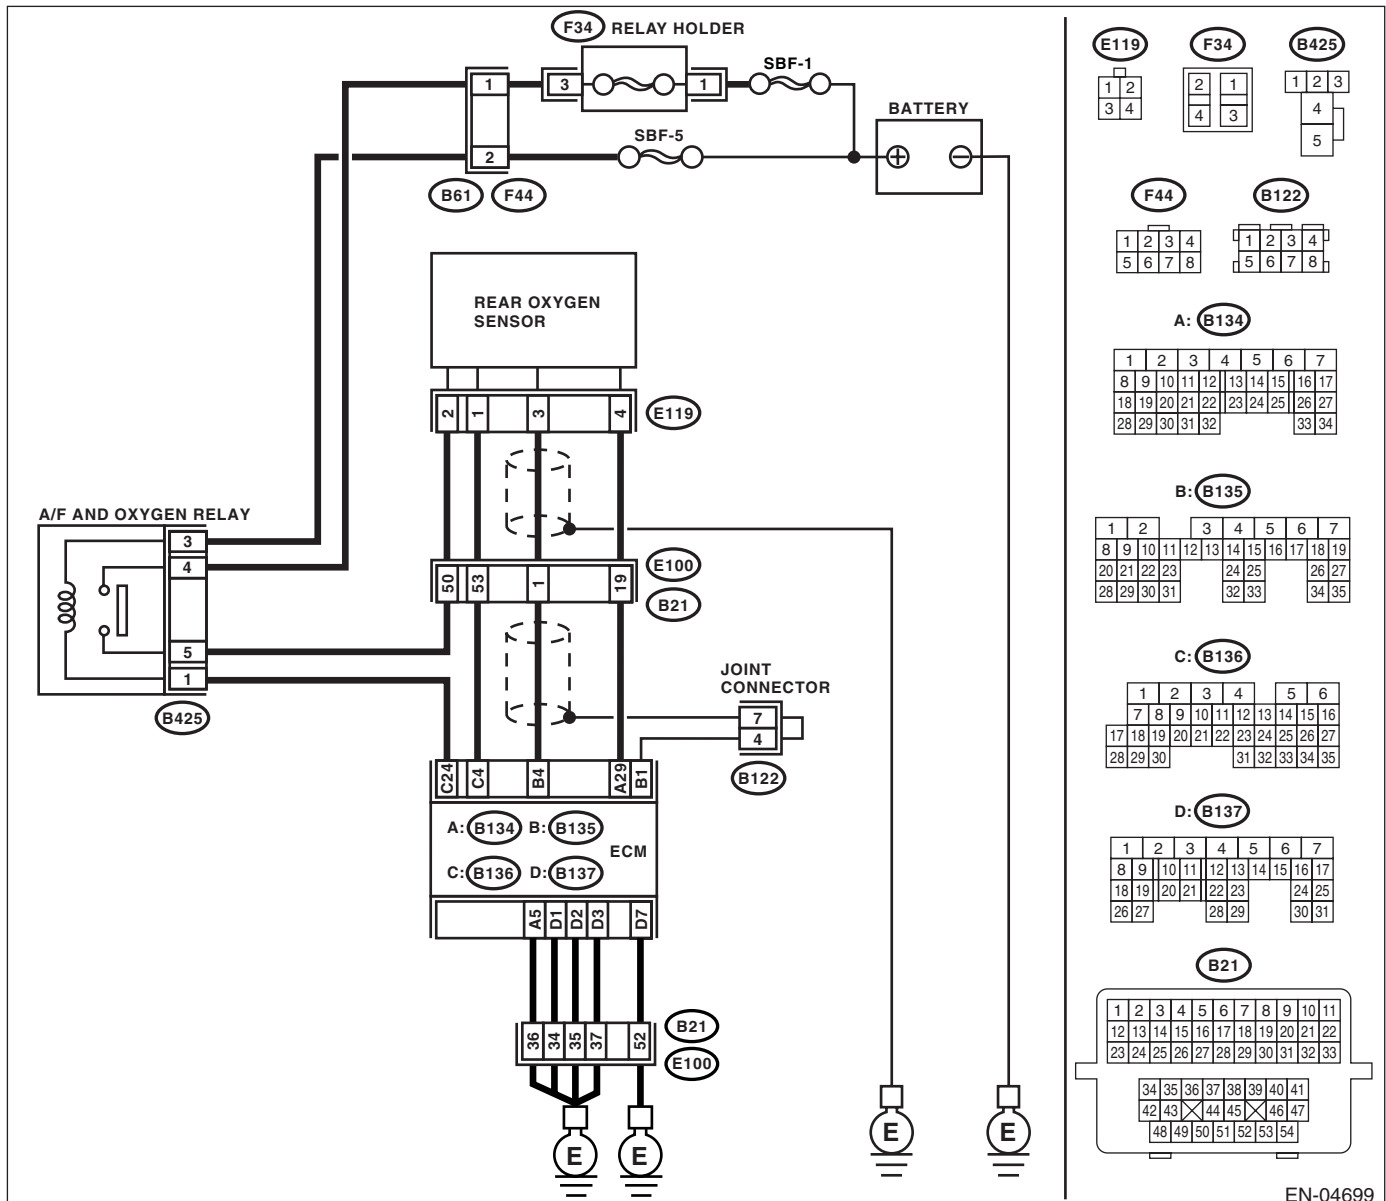 F34 RELAY HOLDER
SBF-1
1
3
1
BATTERY
SBF-5
2
B61 F44
REAR OXYGEN
SENSOR
2 1 3 4
E119
A/F AND OXYGEN RELAY
3
4
5
1
B425
E100
50 53 1 19
B21
JOINT
CONNECTOR
7
4
B122
C24 C4 B4 A29 B1
A: B134 B: B135
ECM
C: B136 D: B137
A5 D1 D2 D3 D7
B21
36 34 35 37 52
E100
E E E E
E119 F34 B425
1 2
3 4
2 1
4 3
1 2 3
4
5
F44 B122
1 2 3 4
5 6 7 8
1 2 3 4
5 6 7 8
A: B134
1 2 3 4 5 6 7
8 9 10 11 12 13 14 15 16 17
18 19 20 21 22 23 24 25 26 27
28 29 30 31 32 33 34
B: B135
1 2 3 4 5 6 7
8 9 10 11 12 13 14 15 16 17 18 19
20 21 22 23 24 25 26 27
28 29 30 31 32 33 34 35
C: B136
1 2 3 4 5 6
7 8 9 10 11 12 13 14 15 16
17 18 19 20 21 22 23 24 25 26 27
28 29 30 31 32 33 34 35
D: B137
1 2 3 4 5 6 7
8 9 10 11 12 13 14 15 16 17
18 19 20 21 22 23 24 25
26 27 28 29 30 31
B21
1 2 3 4 5 6 7 8 9 10 11
12 13 14 15 16 17 18 19 20 21 22
23 24 25 26 27 28 29 30 31 32 33
34 35 36 37 38 39 40 41
42 43 44 45 46 47
48 49 50 51 52 53 54
EN-04699